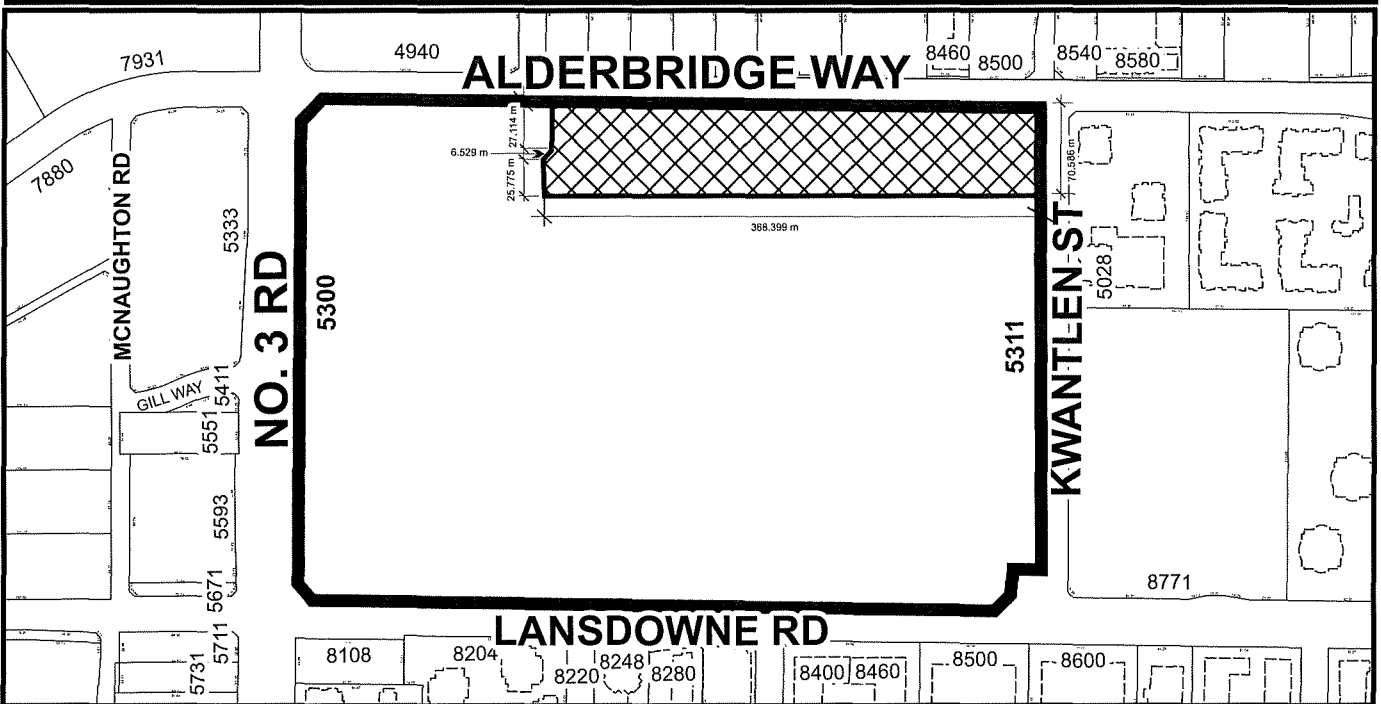 7931
4940
8460
8500
8540
8580
ALDERBRIDGE WAY
7880
MCNAUGHTON RD
5333
NO. 3 RD
5300
27.114 m
6.529 m
25.775 m
368.399 m
70.586 m
KWANTLEN ST
5028
5311
GILL WAY
5411
5551
5593
5671
5711
5731
8771
LANSDOWNE RD
8108
8204
8220
8248
8280
8400
8460
8500
8600